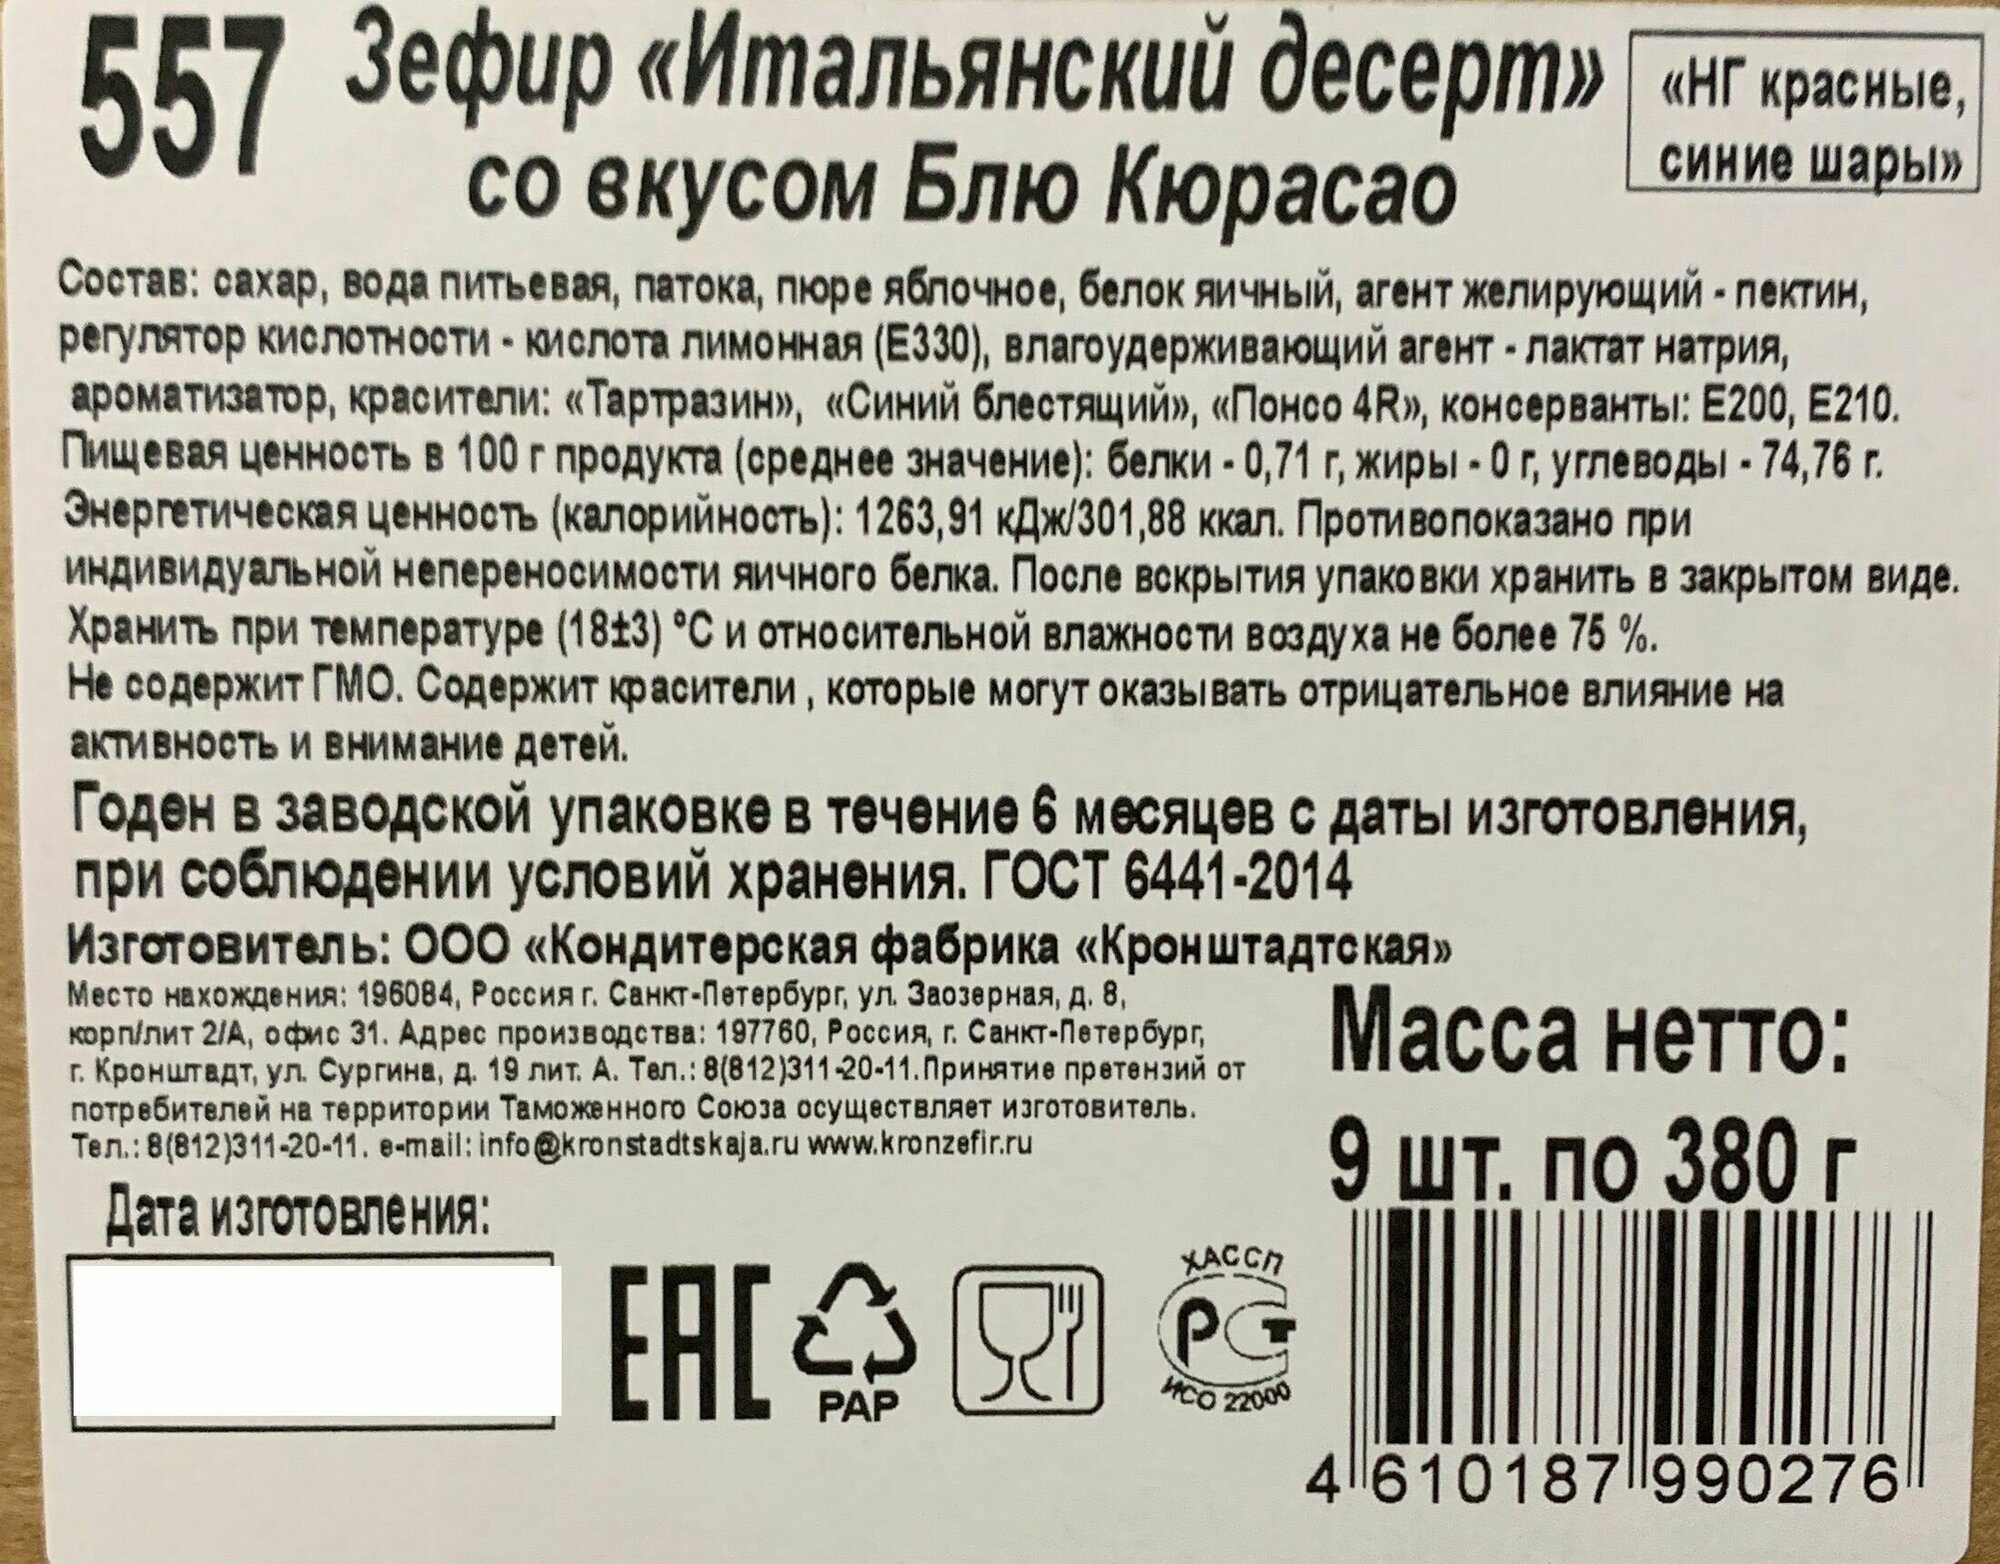 557
Зефир «Итальянский десерт»
со вкусом Блю Кюрасао
«НГ красные,
синие шары»
Состав: сахар, вода питьевая, патока, пюре яблочное, белок яичный, агент желирующий - пектин,
регулятор кислотности - кислота лимонная (Е330), влагоудерживающий агент - лактат натрия,
ароматизатор, красители: «Тартразин», «Синий блестящий», «Понсо 4R», консерванты: Е200, Е210.
Пищевая ценность в 100 г продукта (среднее значение): белки - 0,71 г, жиры - 0 г, углеводы - 74,76 г.
Энергетическая ценность (калорийность): 1263,91 кДж/301,88 ккал. Противопоказано при
индивидуальной непереносимости яичного белка. После вскрытия упаковки хранить в закрытом виде.
Хранить при температуре (18±3) °С и относительной влажности воздуха не более 75 %.
Не содержит ГМО. Содержит красители, которые могут оказывать отрицательное влияние на
активность и внимание детей.
Годен в заводской упаковке в течение 6 месяцев с даты изготовления,
при соблюдении условий хранения. ГОСТ 6441-2014
Изготовитель: ООО «Кондитерская фабрика «Кронштадтская»
Место нахождения: 196084, Россия г. Санкт-Петербург, ул. Заозерная, д. 8,
корп/лит 2/А, офис 31. Адрес производства: 197760, Россия, г. Санкт-Петербург,
г. Кронштадт, ул. Сургина, д. 19 лит. А. Тел.: 8(812)311-20-11.Принятие претензий от
потребителей на территории Таможенного Союза осуществляет изготовитель.
Тел.: 8(812)311-20-11. e-mail: info@kronstadtskaja.ru www.kronzefir.ru
Масса нетто:
9 шт. по 380 г
Дата изготовления:
ЕАС
PAP
ХАССП
РСТ
ИСО 22000
4 610187 990276